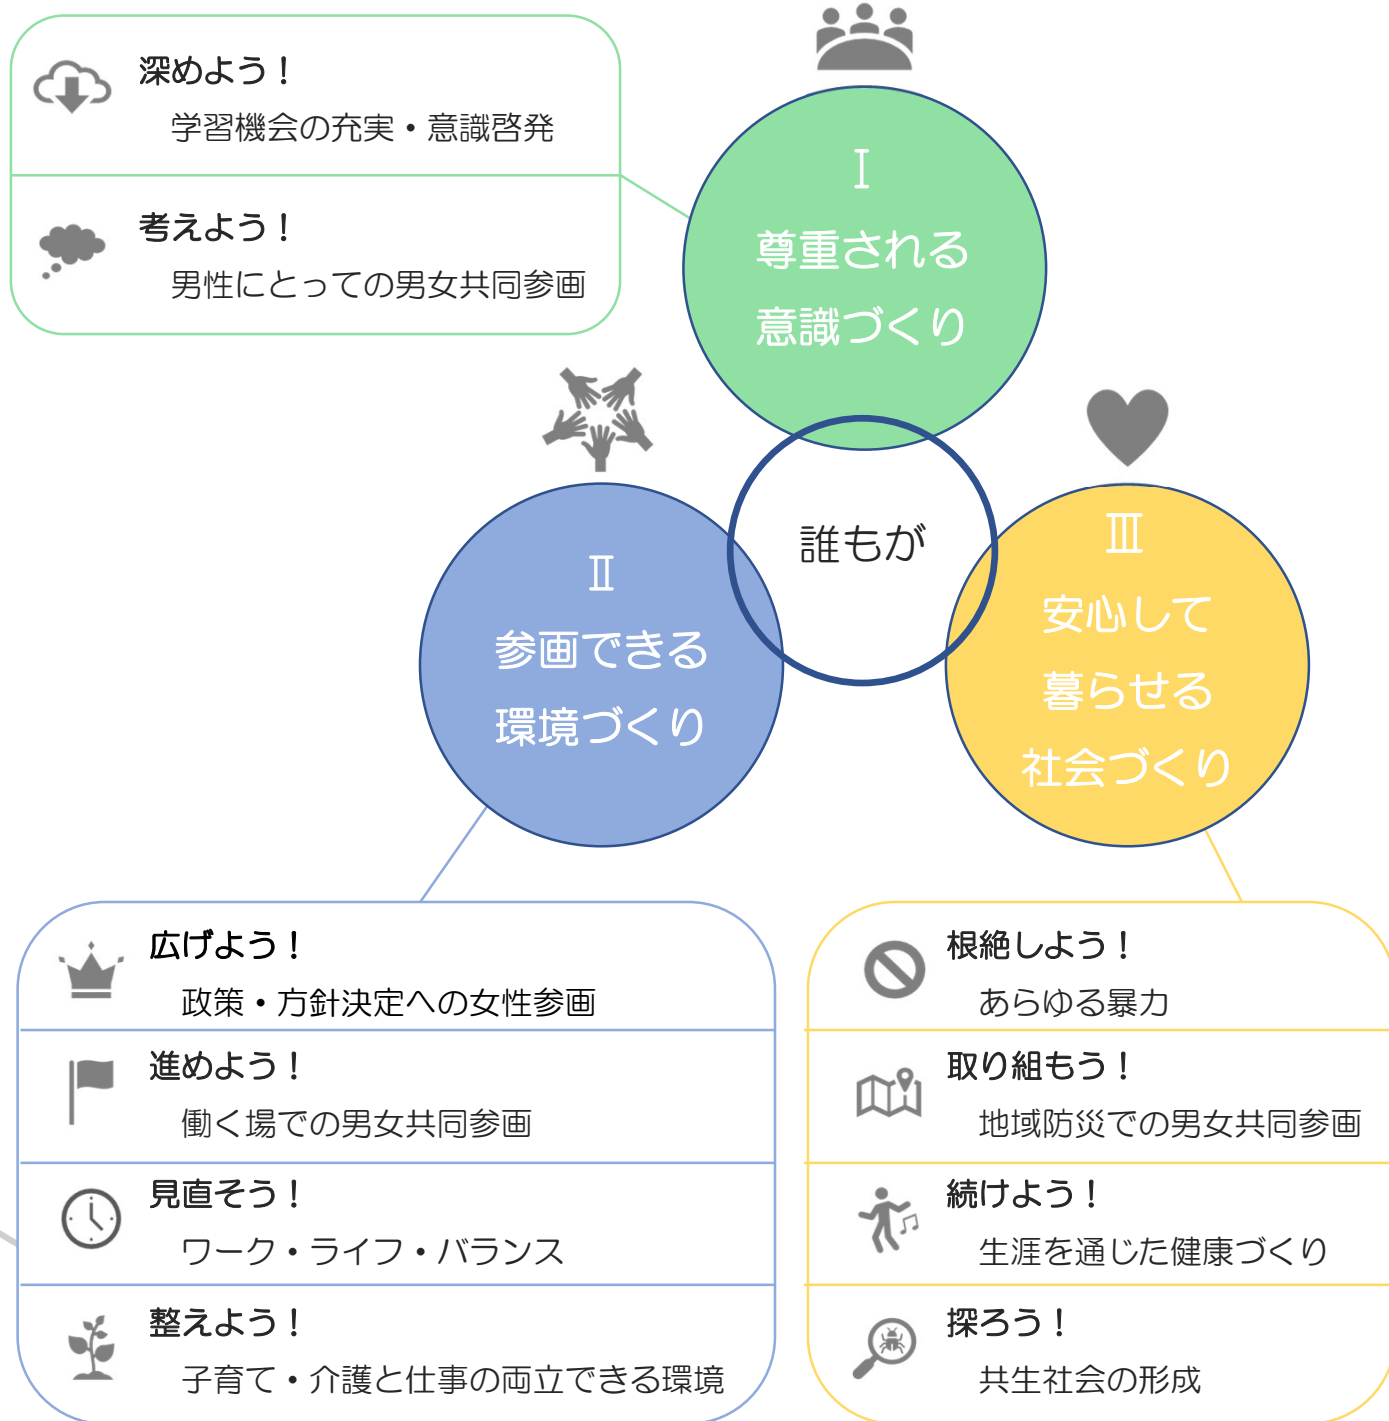 深めよう！
学習機会の充実・意識啓発
考えよう！
男性にとっての男女共同参画
Ⅰ
尊重される
意識づくり
誰もが
Ⅱ
参画できる
環境づくり
Ⅲ
安心して
暮らせる
社会づくり
広げよう！
政策・方針決定への女性参画
進めよう！
働く場での男女共同参画
見直そう！
ワーク・ライフ・バランス
整えよう！
子育て・介護と仕事の両立できる環境
根絶しよう！
あらゆる暴力
取り組もう！
地域防災での男女共同参画
続けよう！
生涯を通じた健康づくり
探ろう！
共生社会の形成